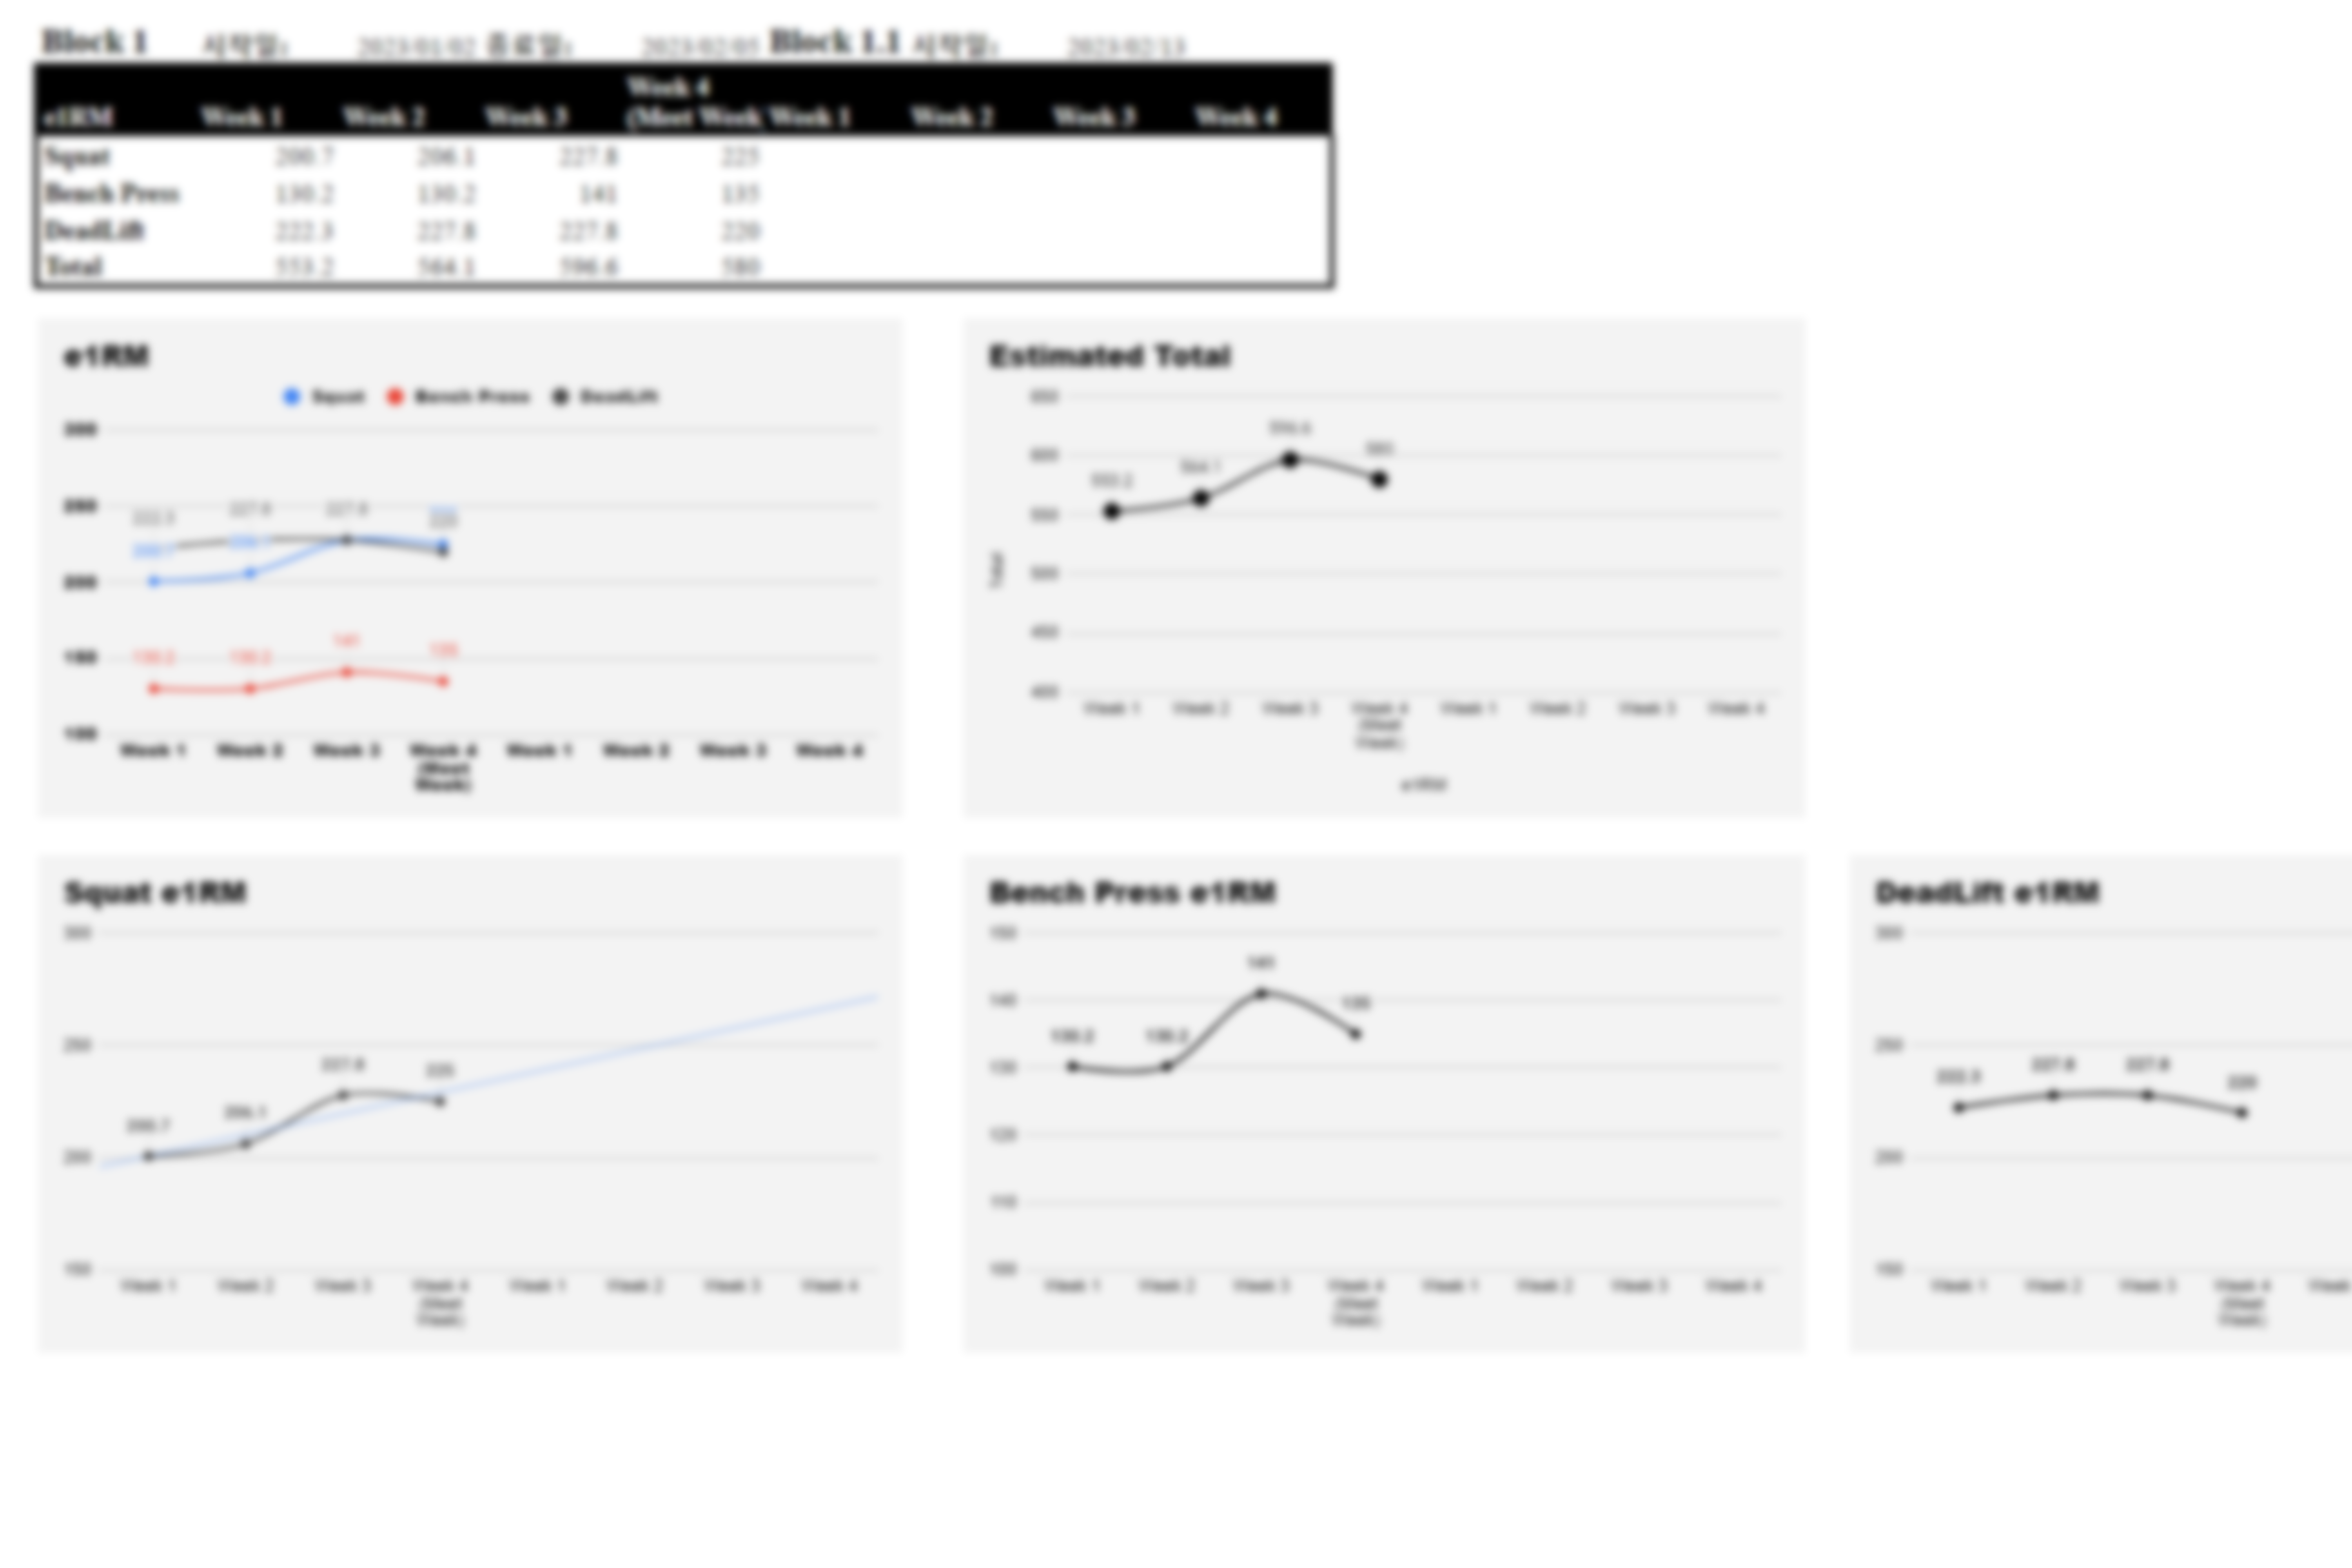 Block 1 시작일: 2023/01/02 종료일: 2023/02/05 Block 1.1 시작일: 2023/02/13
e1RM Week 1 Week 2 Week 3 Week 4 (Meet Week Week 1 Week 2 Week 3 Week 4
Squat 200.7 206.1 227.8 225
Bench Press 130.2 130.2 141 135
DeadLift 222.3 227.8 227.8 220
Total 553.2 564.1 596.6 580
e1RM
Squat Bench Press DeadLift
300
250
200
150
100
222.3 227.8 227.8 220
200.7 206.1
130.2 130.2 141 135
Week 1 Week 2 Week 3 Week 4 (Meet Week) Week 1 Week 2 Week 3 Week 4
Estimated Total
650
600
550
500
450
400
553.2 564.1 596.6 580
Total
Week 1 Week 2 Week 3 Week 4 (Meet Week) Week 1 Week 2 Week 3 Week 4
e1RM
Squat e1RM
300
250
200
150
200.7 206.1 227.8 225
Week 1 Week 2 Week 3 Week 4 (Meet Week) Week 1 Week 2 Week 3 Week 4
Bench Press e1RM
150
140
130
120
110
100
130.2 130.2 141 135
Week 1 Week 2 Week 3 Week 4 (Meet Week) Week 1 Week 2 Week 3 Week 4
DeadLift e1RM
300
250
200
150
222.3 227.8 227.8 220
Week 1 Week 2 Week 3 Week 4 (Meet Week) Week